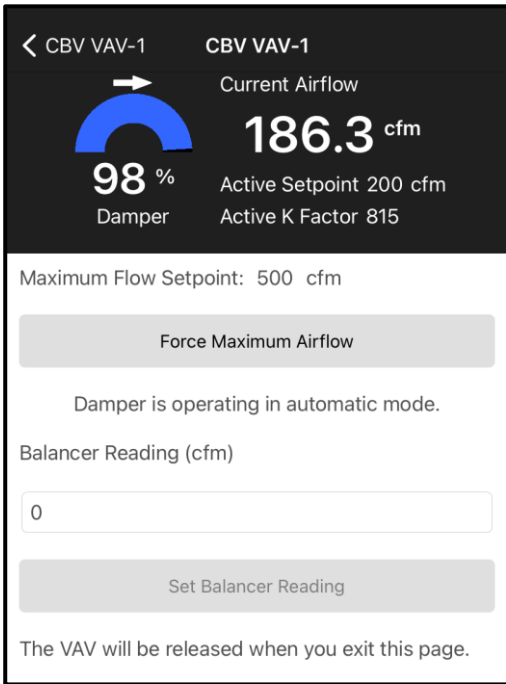 CBV VAV-1 CBV VAV-1
Current Airflow
186.3 cfm
98 %
Damper
Active Setpoint 200 cfm
Active K Factor 815
Maximum Flow Setpoint: 500 cfm
Force Maximum Airflow
Damper is operating in automatic mode.
Balancer Reading (cfm)
0
Set Balancer Reading
The VAV will be released when you exit this page.